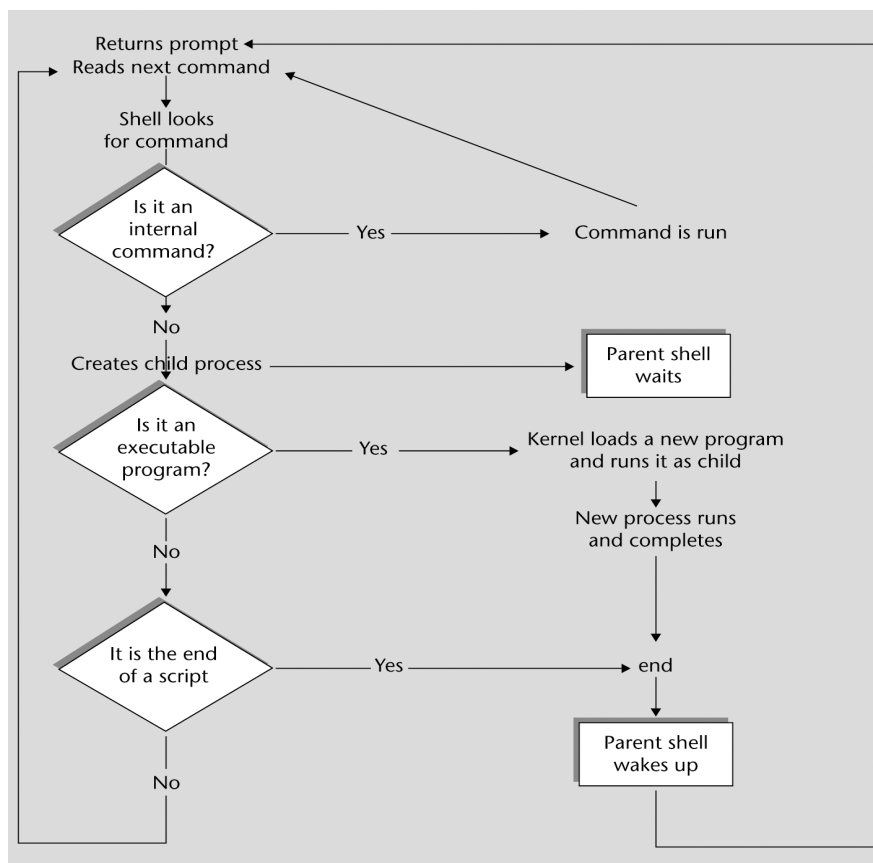 Returns prompt
Reads next command
Shell looks
for command
Is it an
internal
command?
Yes
Command is run
No
Creates child process
Parent shell
waits
Is it an
executable
program?
Yes
Kernel loads a new program
and runs it as child
New process runs
and completes
No
It is the end
of a script
Yes
end
Parent shell
wakes up
No